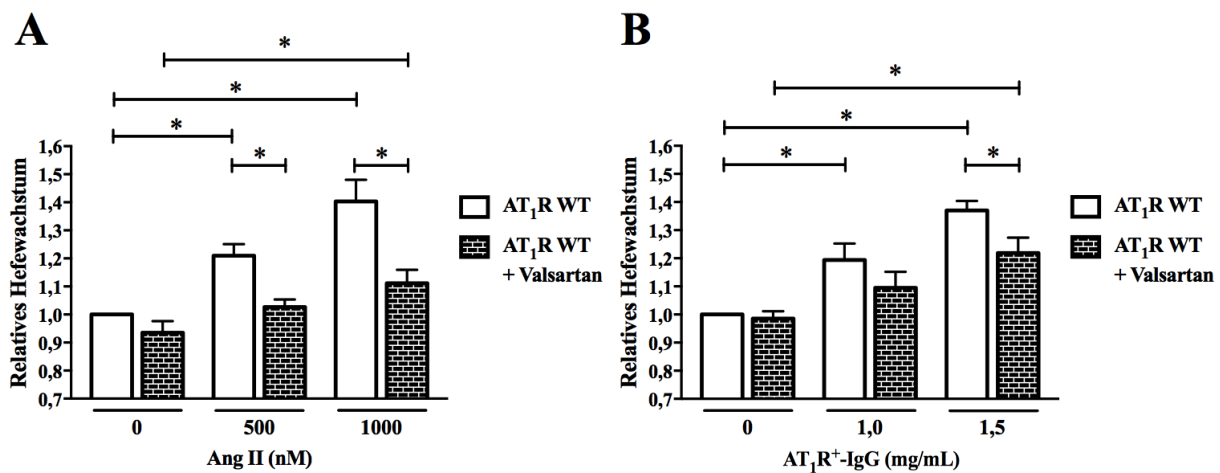 A
*
*
*
*
*
Relatives Hefewachstum
1,6
1,5
1,4
1,3
1,2
1,1
1,0
0,9
0,8
0,7
0
500
1000
Ang II (nM)
AT1R WT
AT1R WT
+ Valsartan
B
*
*
*
*
Relatives Hefewachstum
1,6
1,5
1,4
1,3
1,2
1,1
1,0
0,9
0,8
0,7
0
1,0
1,5
AT1R+-IgG (mg/mL)
AT1R WT
AT1R WT
+ Valsartan